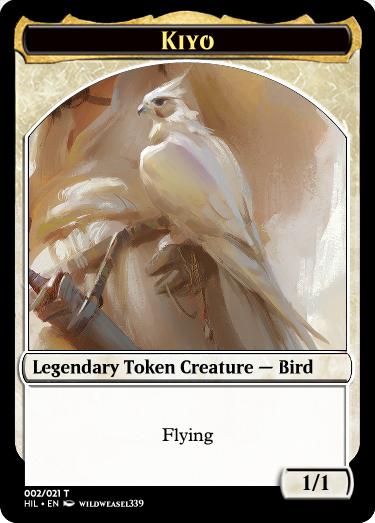 Kiyo
Legendary Token Creature — Bird
Flying
1/1
002/021 T
HIL • EN wildweasel339